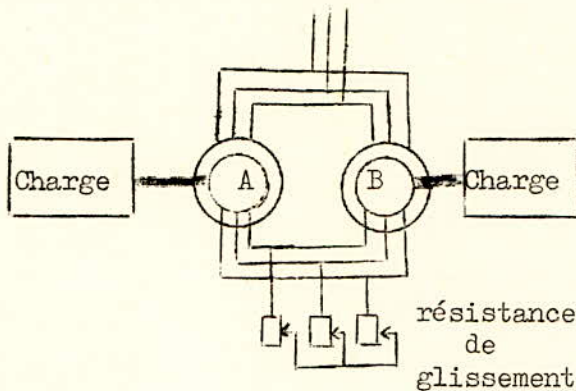 Charge
A
B
Charge
résistance
de
glissement